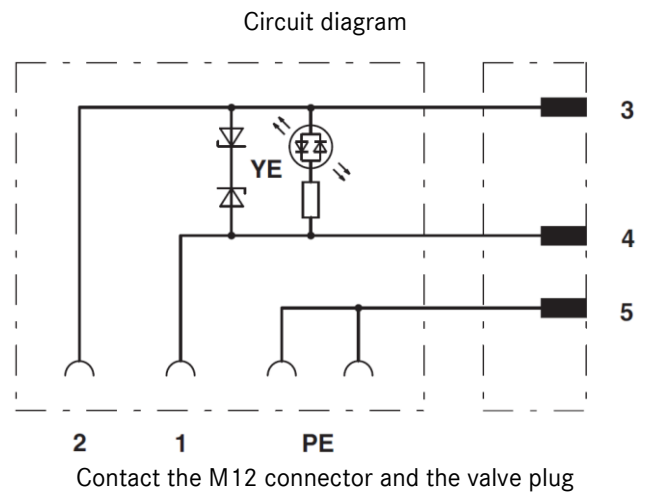 Circuit diagram
3
YE
4
5
2 1 PE
Contact the M12 connector and the valve plug